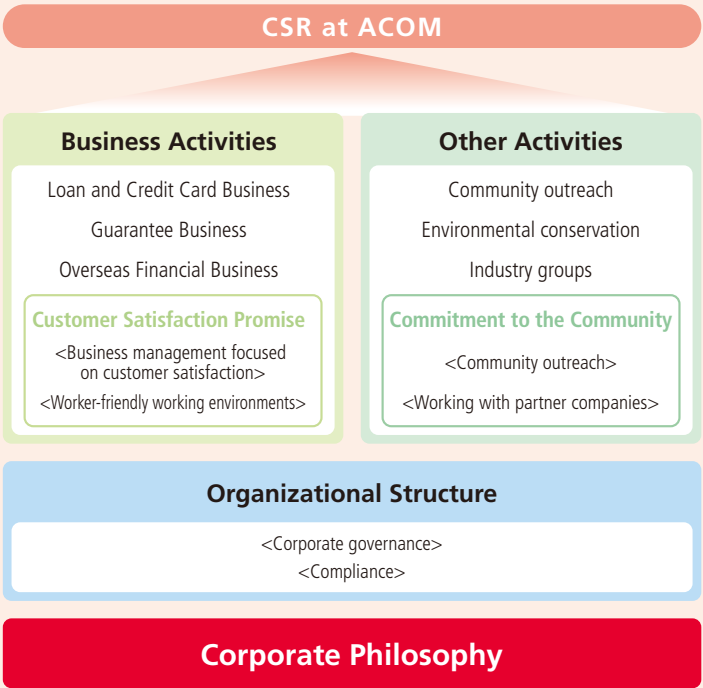 CSR at ACOM
Business Activities
Loan and Credit Card Business
Guarantee Business
Overseas Financial Business
Customer Satisfaction Promise
<Business management focused
on customer satisfaction>
<Worker-friendly working environments>
Other Activities
Community outreach
Environmental conservation
Industry groups
Commitment to the Community
<Community outreach>
<Working with partner companies>
Organizational Structure
<Corporate governance>
<Compliance>
Corporate Philosophy